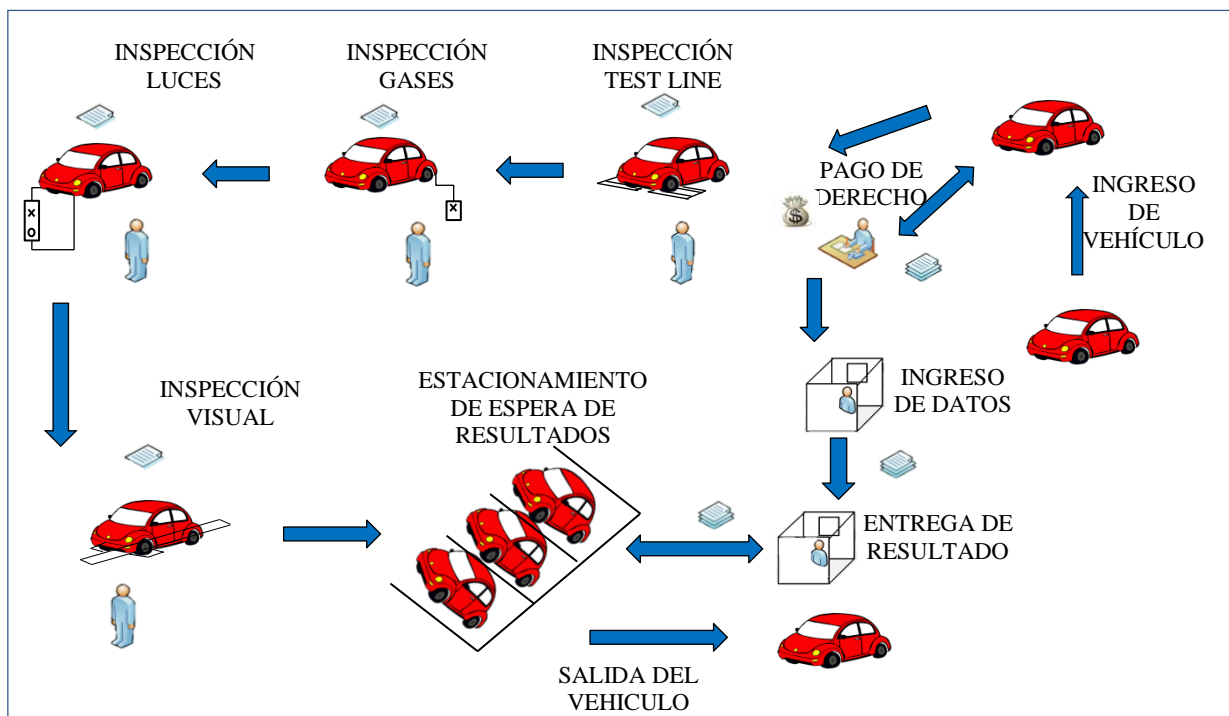 INSPECCIÓN
LUCES
INSPECCIÓN
GASES
INSPECCIÓN
TEST LINE
PAGO DE
DERECHO
$
INGRESO
DE
VEHÍCULO
X
O
X
INSPECCIÓN
VISUAL
ESTACIONAMIENTO
DE ESPERA DE
RESULTADOS
INGRESO
DE DATOS
ENTREGA DE
RESULTADO
SALIDA DEL
VEHICULO